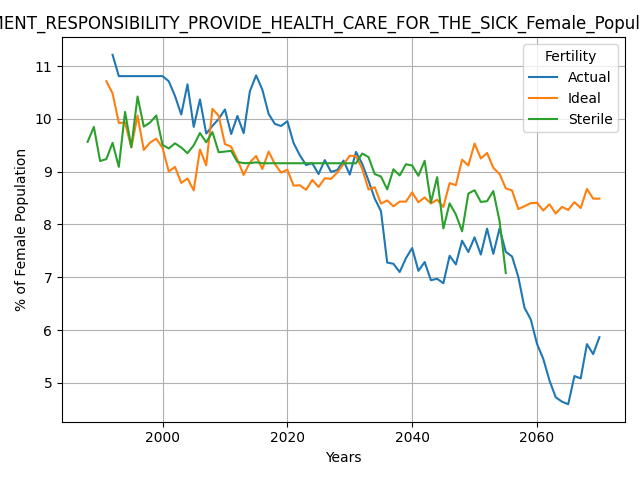 MENT_RESPONSIBILITY_PROVIDE_HEALTH_CARE_FOR_THE_SICK_Female_Popul
Fertility
Actual
Ideal
Sterile
% of Female Population
11
10
9
8
7
6
5
2000 2020 2040 2060
Years